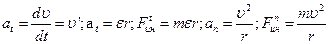 a_t = dυ/dt = υ'; a_t = εr; F^t_ин = mεr; a_n = υ²/r; F^n_ин = mυ²/r